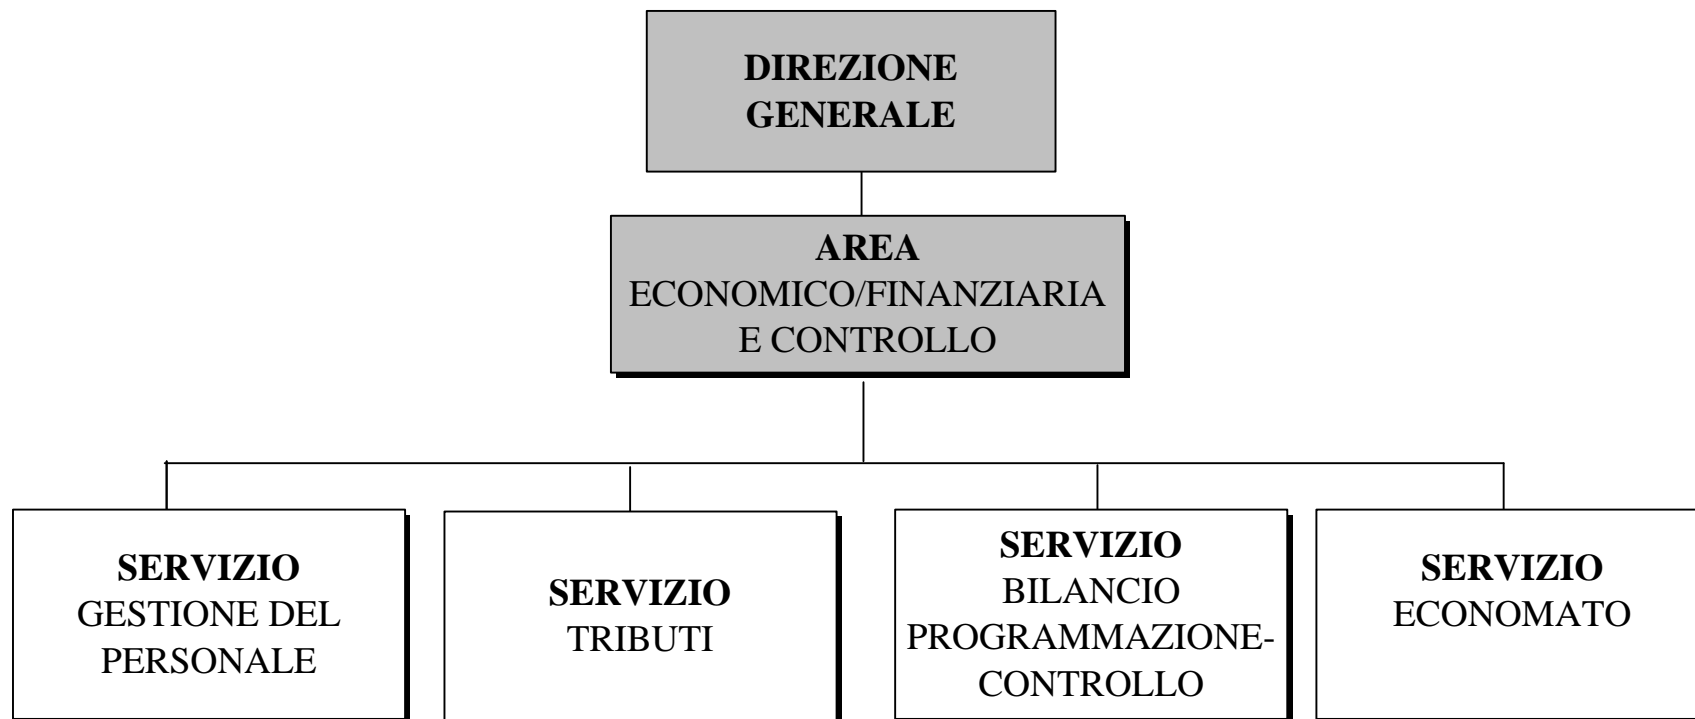 DIREZIONE
GENERALE
AREA
ECONOMICO/FINANZIARIA
E CONTROLLO
SERVIZIO
GESTIONE DEL
PERSONALE
SERVIZIO
TRIBUTI
SERVIZIO
BILANCIO
PROGRAMMAZIONE-
CONTROLLO
SERVIZIO
ECONOMATO